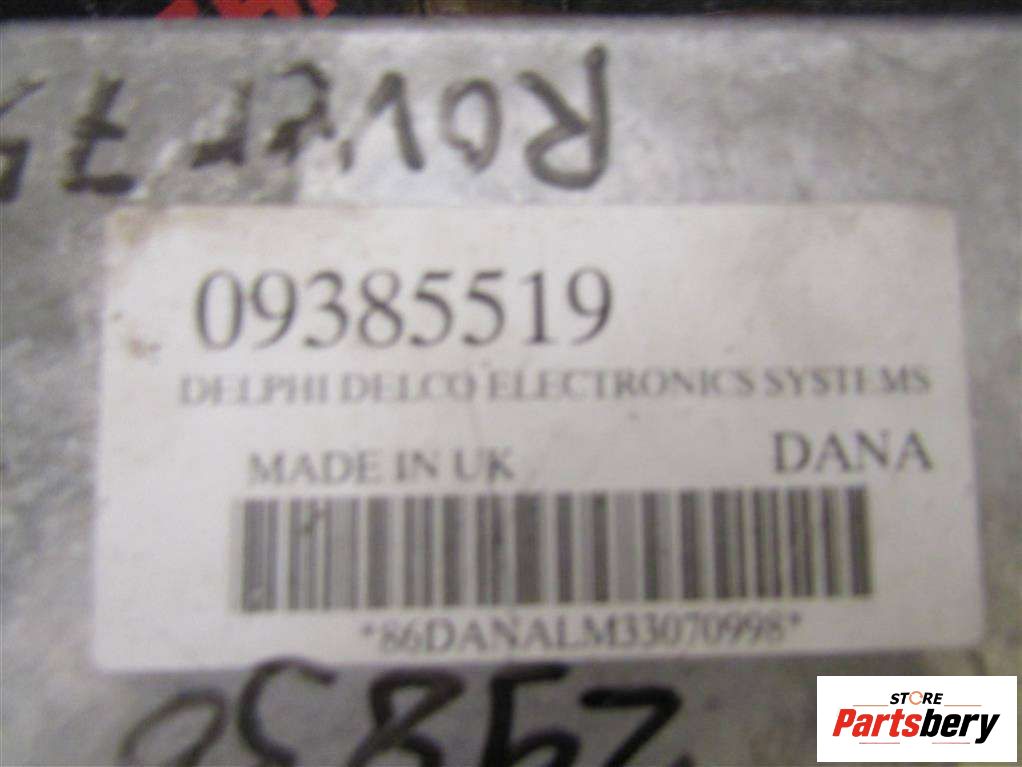 Rover 75
09385519
DELPHI DELCO ELECTRONICS SYSTEMS
MADE IN UK DANA
*86DANALM33070998*
STORE
Partsbery